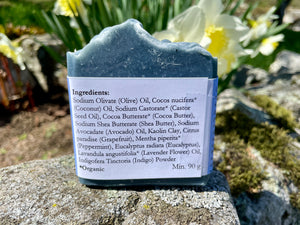 Ingredients:
Sodium Olivate (Olive) Oil, Cocos nucifera*
(Coconut) Oil, Sodium Castorate* (Castor
Seed Oil), Cocoa Butterate* (Cocoa Butter),
Sodium Shea Butterate (Shea Butter), Sodium
Avocadate (Avocado) Oil, Kaolin Clay, Citrus
paradise (Grapefruit), Mentha piperita*
(Peppermint), Eucalyptus radiata (Eucalyptus),
Lavandula angustifolia* (Lavender Flower) Oil,
Indigofera Tinctoria (Indigo) Powder
*Organic
Min. 90 g